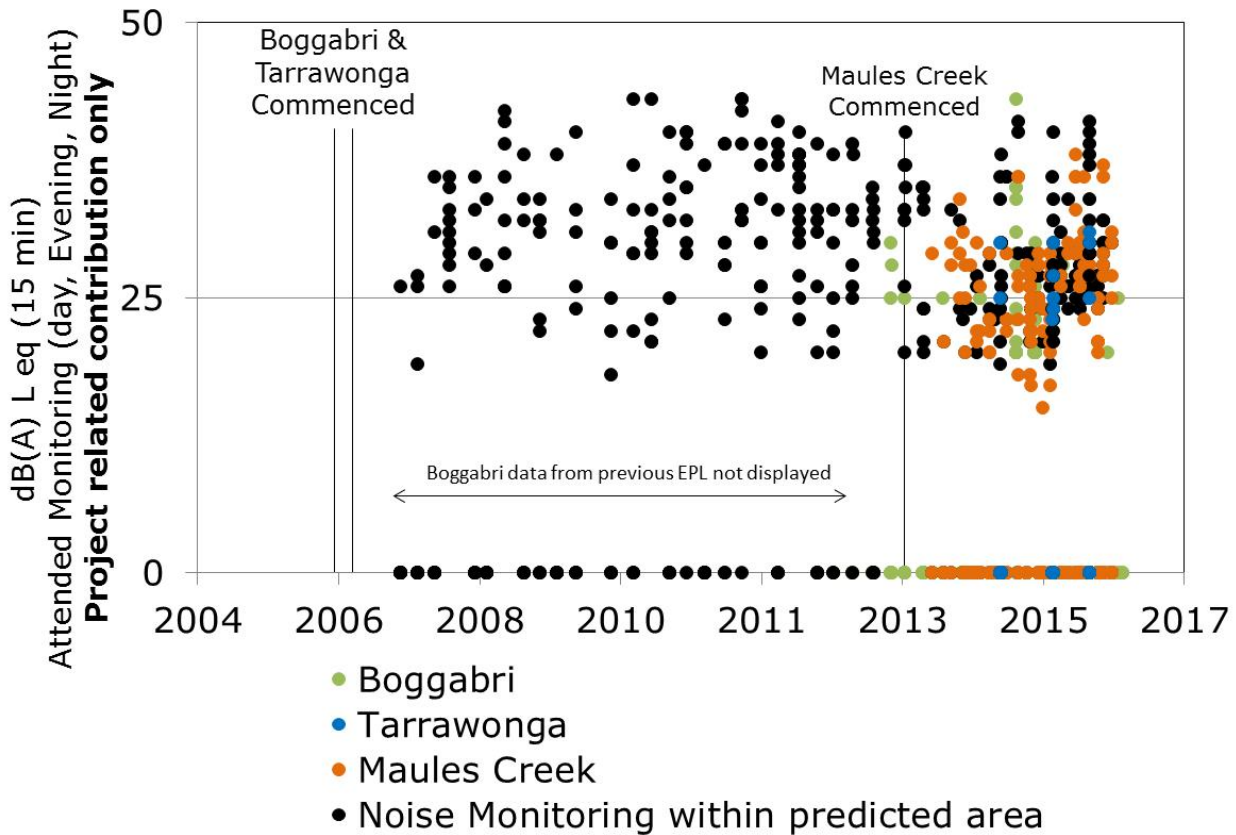 50
Boggabri &
Tarrawonga
Commenced
Maules Creek
Commenced
dB(A) L eq (15 min)
Attended Monitoring (day, Evening, Night)
Project related contribution only
25
Boggabri data from previous EPL not displayed
0
2004 2006 2008 2010 2011 2013 2015 2017
Boggabri
Tarrawonga
Maules Creek
Noise Monitoring within predicted area